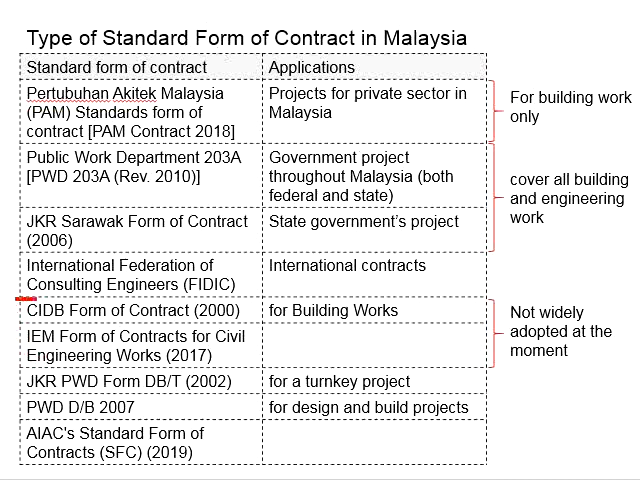 Type of Standard Form of Contract in Malaysia
Standard form of contract
Applications
Pertubuhan Akitek Malaysia
(PAM) Standards form of
contract [PAM Contract 2018]
Projects for private sector in
Malaysia
For building work
only
Public Work Department 203A
[PWD 203A (Rev. 2010)]
Government project
throughout Malaysia (both
federal and state)
cover all building
and engineering
work
JKR Sarawak Form of Contract
(2006)
State government's project
International Federation of
Consulting Engineers (FIDIC)
International contracts
CIDB Form of Contract (2000)
for Building Works
Not widely
adopted at the
moment
IEM Form of Contracts for Civil
Engineering Works (2017)
JKR PWD Form DB/T (2002)
for a turnkey project
PWD D/B 2007
for design and build projects
AIAC's Standard Form of
Contracts (SFC) (2019)